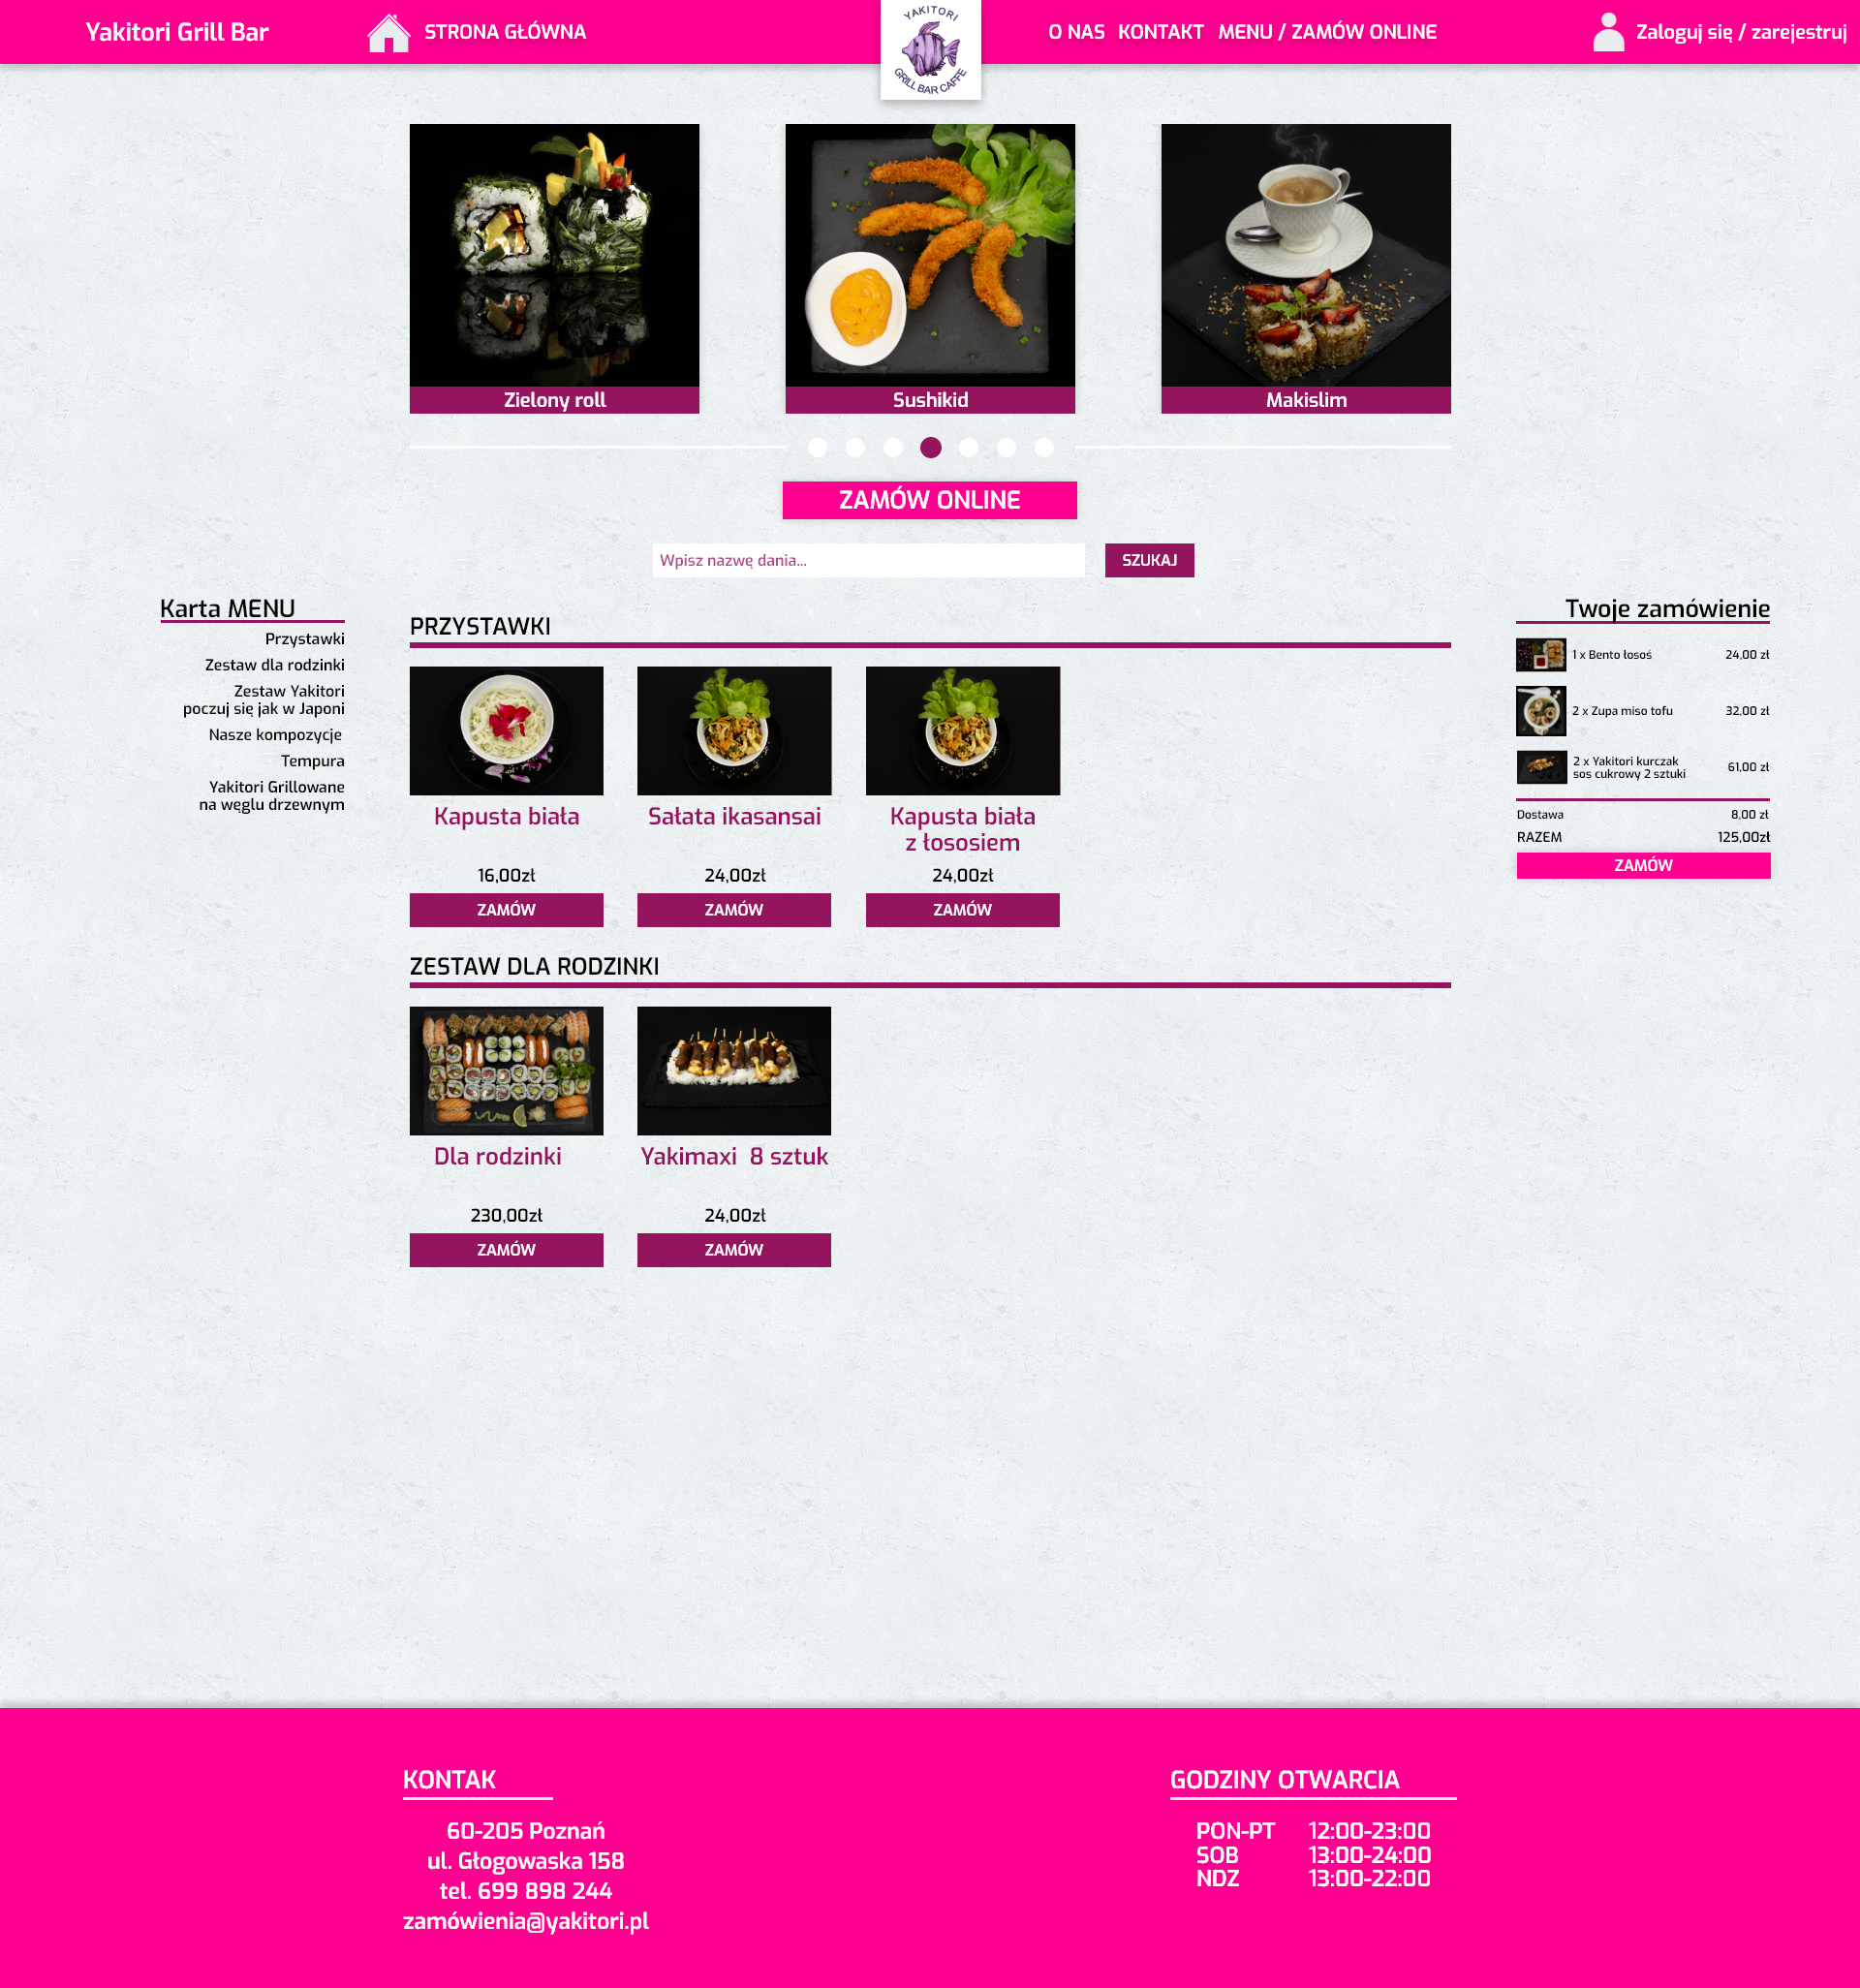 Yakitori Grill Bar
STRONA GŁÓWNA
YAKITORI
GRILL BAR CAFFE
O NAS KONTAKT MENU / ZAMÓW ONLINE
Zaloguj się / zarejestruj
Zielony roll
Sushikid
Makislim
ZAMÓW ONLINE
Wpisz nazwę dania...
SZUKAJ
Karta MENU
Przystawki
Zestaw dla rodzinki
Zestaw Yakitori
poczuj się jak w Japoni
Nasze kompozycje
Tempura
Yakitori Grillowane
na węglu drzewnym
PRZYSTAWKI
Kapusta biała
16,00zł
ZAMÓW
Sałata ikasansai
24,00zł
ZAMÓW
Kapusta biała
z łososiem
24,00zł
ZAMÓW
ZESTAW DLA RODZINKI
Dla rodzinki
230,00zł
ZAMÓW
Yakimaxi 8 sztuk
24,00zł
ZAMÓW
Twoje zamówienie
1 x Bento łosoś 24,00 zł
2 x Zupa miso tofu 32,00 zł
2 x Yakitori kurczak
sos cukrowy 2 sztuki 61,00 zł
Dostawa 8,00 zł
RAZEM 125,00zł
ZAMÓW
KONTAK
60-205 Poznań
ul. Głogowaska 158
tel. 699 898 244
zamówienia@yakitori.pl
GODZINY OTWARCIA
PON-PT 12:00-23:00
SOB 13:00-24:00
NDZ 13:00-22:00